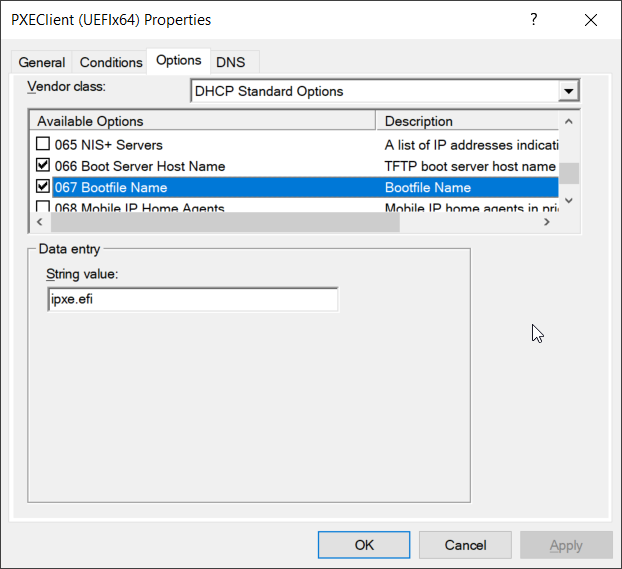 PXEClient (UEFIx64) Properties ?
General Conditions Options DNS
Vendor class: DHCP Standard Options
Available Options Description
065 NIS+ Servers A list of IP addresses indicati
066 Boot Server Host Name TFTP boot server host name
067 Bootfile Name Bootfile Name
068 Mobile IP Home Agents Mobile IP home agents in pri
Data entry
String value:
ipxe.efi
OK Cancel Apply